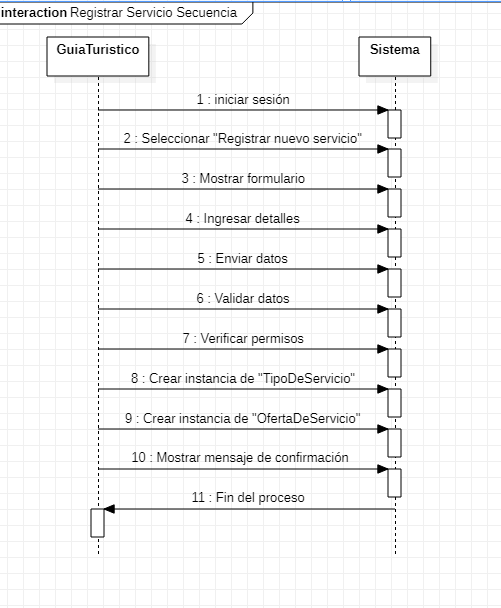 interaction Registrar Servicio Secuencia
GuiaTuristico
Sistema
1 : iniciar sesión
2 : Seleccionar "Registrar nuevo servicio"
3 : Mostrar formulario
4 : Ingresar detalles
5 : Enviar datos
6 : Validar datos
7 : Verificar permisos
8 : Crear instancia de "TipoDeServicio"
9 : Crear instancia de "OfertaDeServicio"
10 : Mostrar mensaje de confirmación
11 : Fin del proceso